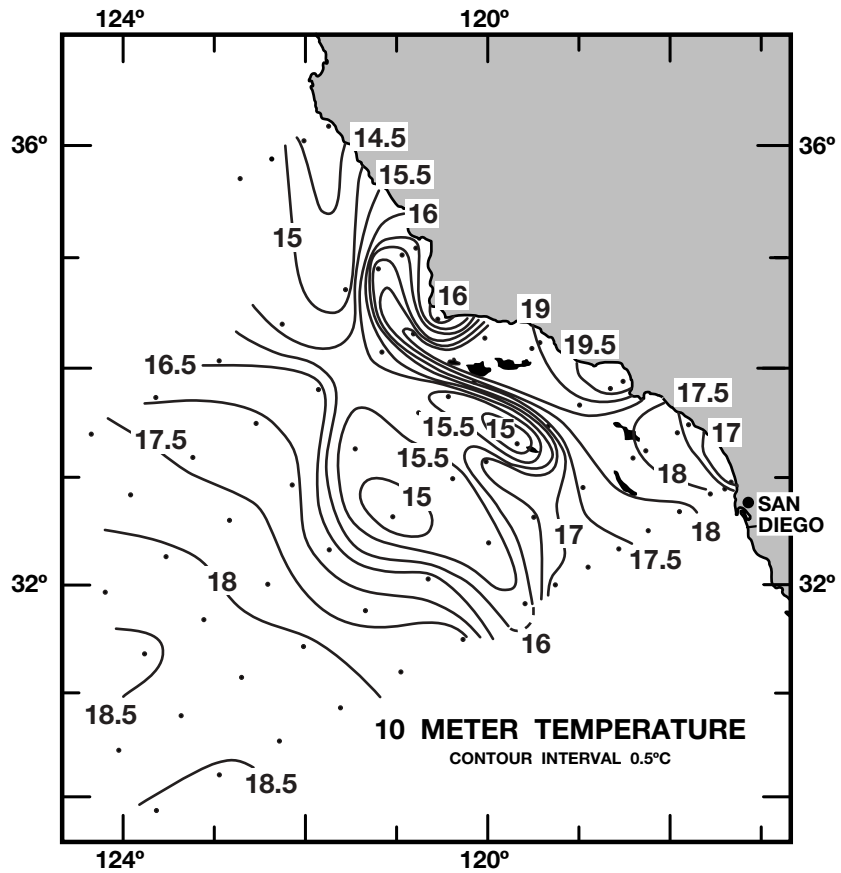 124º 120º
36º 36º
14.5
15.5
16
15
16
19
19.5
16.5
17.5
15.5 15
17
17.5
15.5
18
15
SAN
DIEGO
17
18
17.5
32º 32º
18
16
18.5
10 METER TEMPERATURE
CONTOUR INTERVAL 0.5ºC
18.5
124º 120º